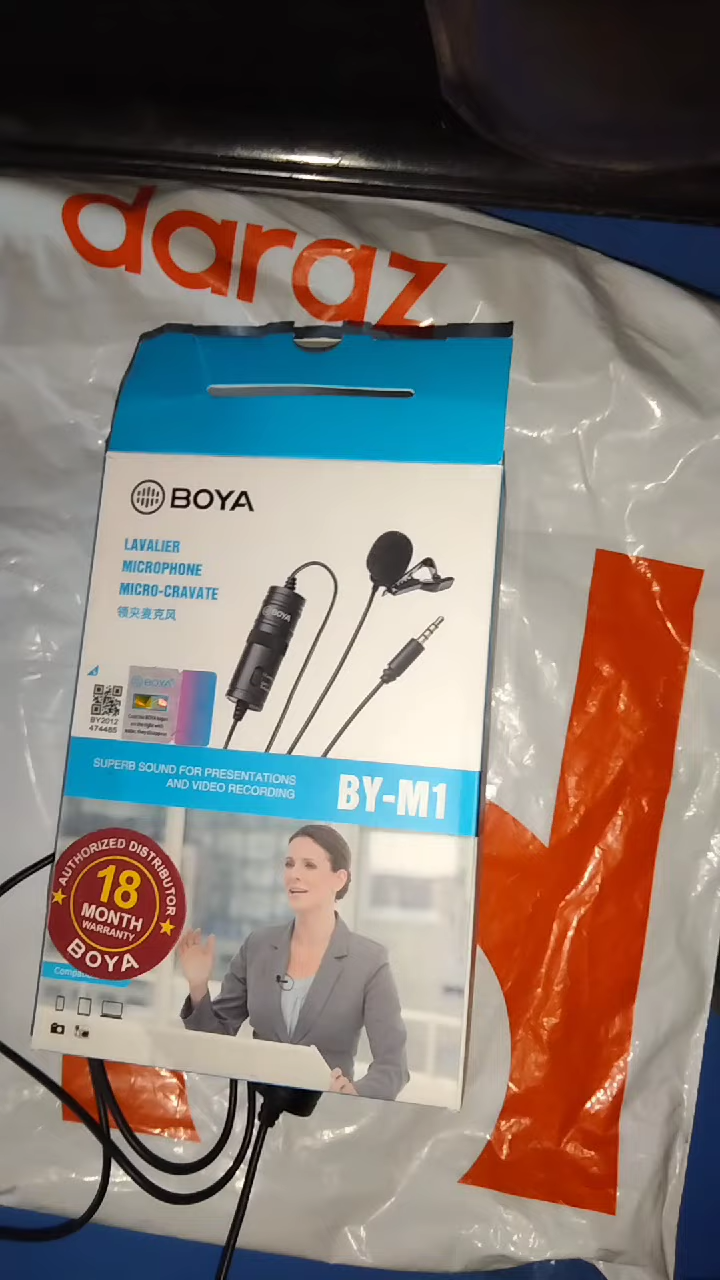 daraz
BOYA
LAVALIER
MICROPHONE
MICRO-CRAVATE
领夹麦克风
BOYA
BY2012
474485
SUPERB SOUND FOR PRESENTATIONS
AND VIDEO RECORDING
BY-M1
AUTHORIZED DISTRIBUTOR
18
MONTH
WARRANTY
BOYA